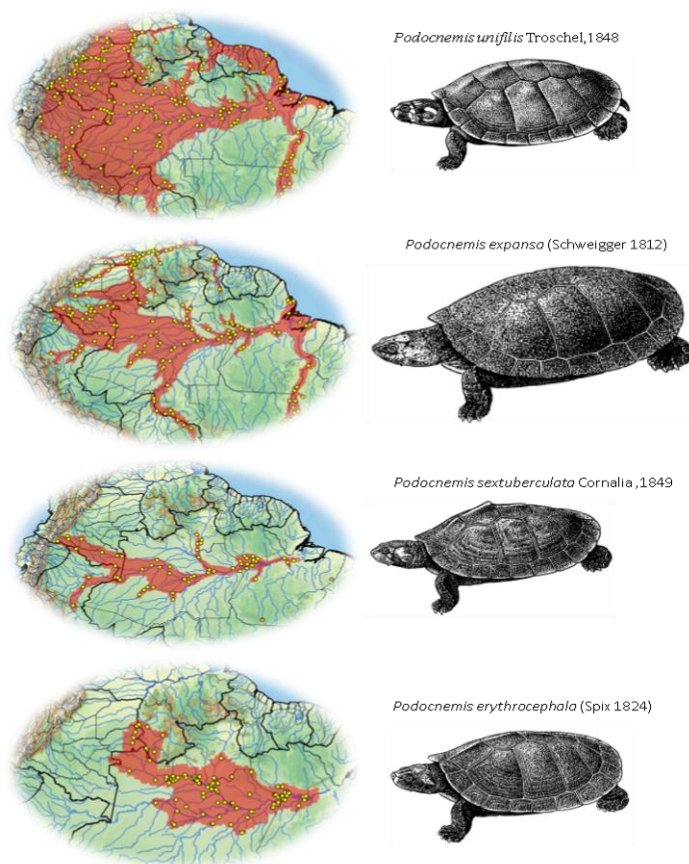 Podocnemis unifilis Troschel,1848
Podocnemis expansa (Schweigger 1812)
Podocnemis sextuberculata Cornalia ,1849
Podocnemis erythrocephala (Spix 1824)